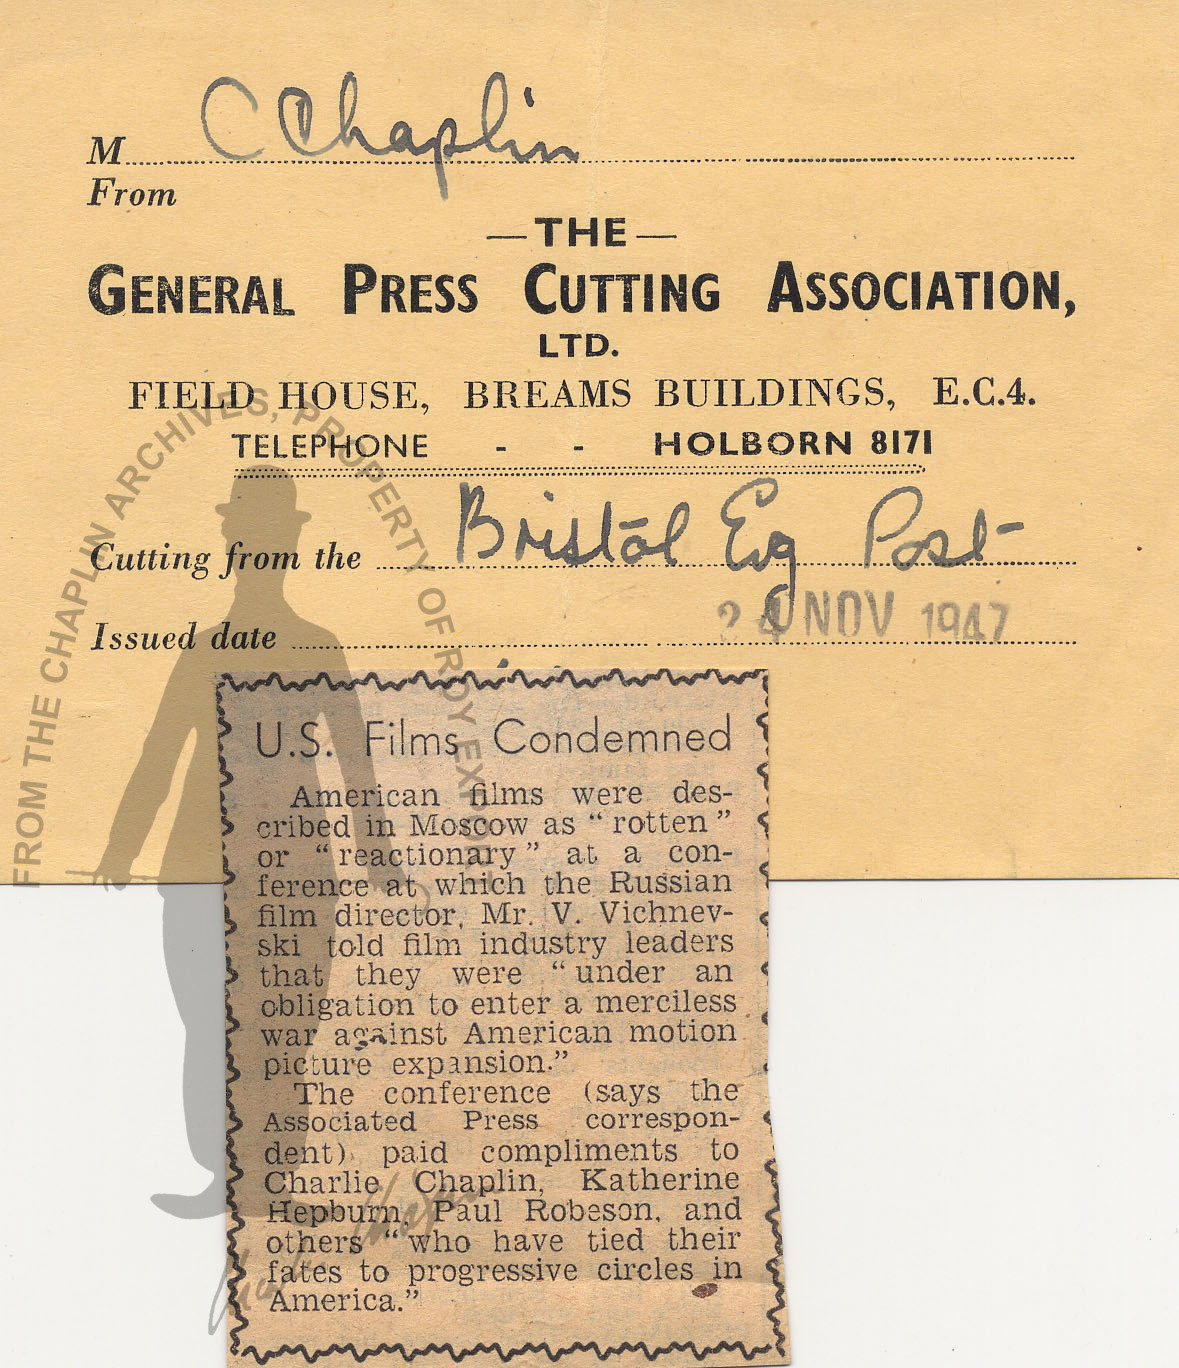 M C Chaplin
From
—THE—
GENERAL PRESS CUTTING ASSOCIATION,
LTD.
FIELD HOUSE, BREAMS BUILDINGS, E.C.4.
TELEPHONE - - HOLBORN 8171
Cutting from the Bristol Evg Post
Issued date 24 NOV 1947
FROM THE CHAPLIN ARCHIVES, PROPERTY OF ROY EXPORT
U.S. Films Condemned
American films were des-
cribed in Moscow as “rotten”
or “reactionary” at a con-
ference at which the Russian
film director, Mr. V. Vichnev-
ski told film industry leaders
that they were “under an
obligation to enter a merciless
war against American motion
picture expansion.”
The conference (says the
Associated Press correspon-
dent) paid compliments to
Charlie Chaplin, Katherine
Hepburn, Paul Robeson, and
others “who have tied their
fates to progressive circles in
America.”
Charlie Chaplin